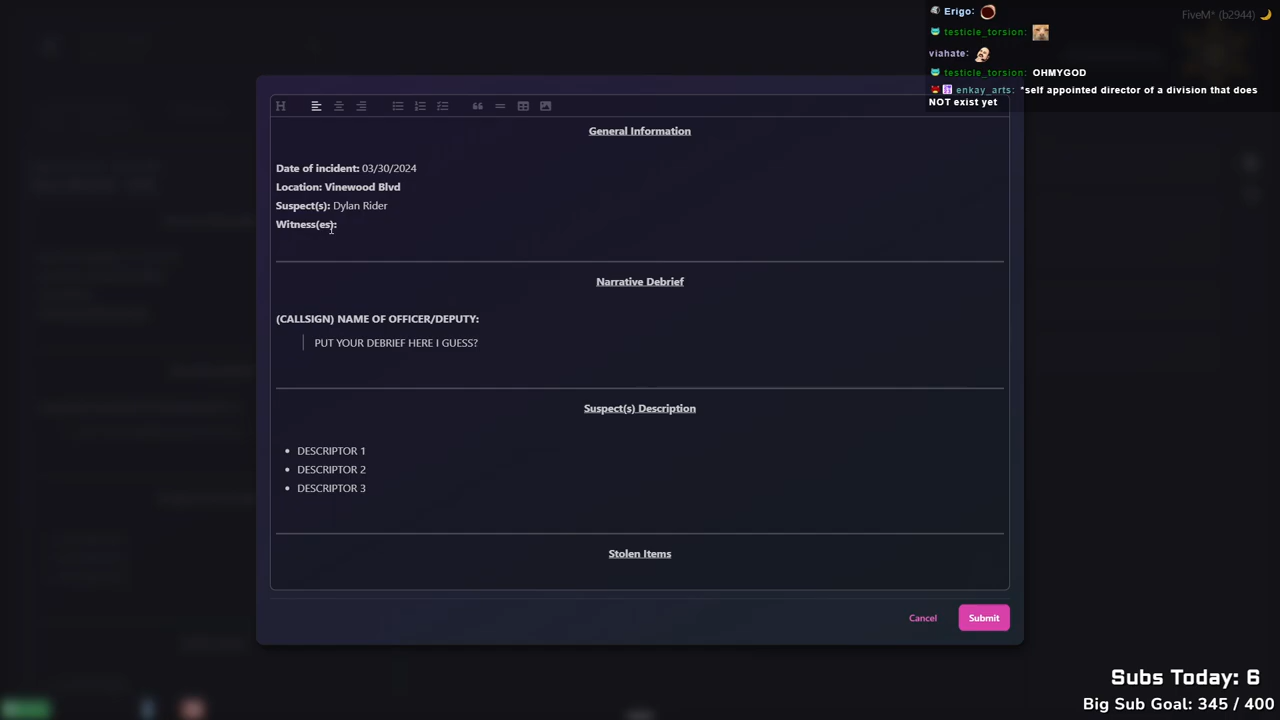 Erigo:
FiveM* (b2944)
testicle_torsion:
viahate:
testicle_torsion: OHMYGOD
enkay_arts: *self appointed director of a division that does
NOT exist yet
H
General Information
Date of incident: 03/30/2024
Location: Vinewood Blvd
Suspect(s): Dylan Rider
Witness(es):
Narrative Debrief
(CALLSIGN) NAME OF OFFICER/DEPUTY:
PUT YOUR DEBRIEF HERE I GUESS?
Suspect(s) Description
• DESCRIPTOR 1
• DESCRIPTOR 2
• DESCRIPTOR 3
Stolen Items
Cancel
Submit
Subs Today: 6
Big Sub Goal: 345 / 400